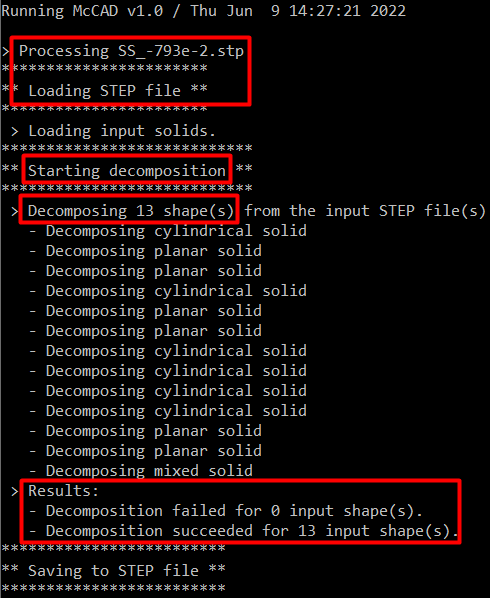 Running McCAD v1.0 / Thu Jun  9 14:27:21 2022
> Processing SS_-793e-2.stp
***********************
** Loading STEP file **
***********************
 > Loading input solids.
****************************
** Starting decomposition **
****************************
 > Decomposing 13 shape(s) from the input STEP file(s)
   - Decomposing cylindrical solid
   - Decomposing planar solid
   - Decomposing planar solid
   - Decomposing cylindrical solid
   - Decomposing planar solid
   - Decomposing planar solid
   - Decomposing cylindrical solid
   - Decomposing cylindrical solid
   - Decomposing cylindrical solid
   - Decomposing cylindrical solid
   - Decomposing planar solid
   - Decomposing planar solid
   - Decomposing mixed solid
 > Results:
   - Decomposition failed for 0 input shape(s).
   - Decomposition succeeded for 13 input shape(s).
*************************
** Saving to STEP file **
*************************